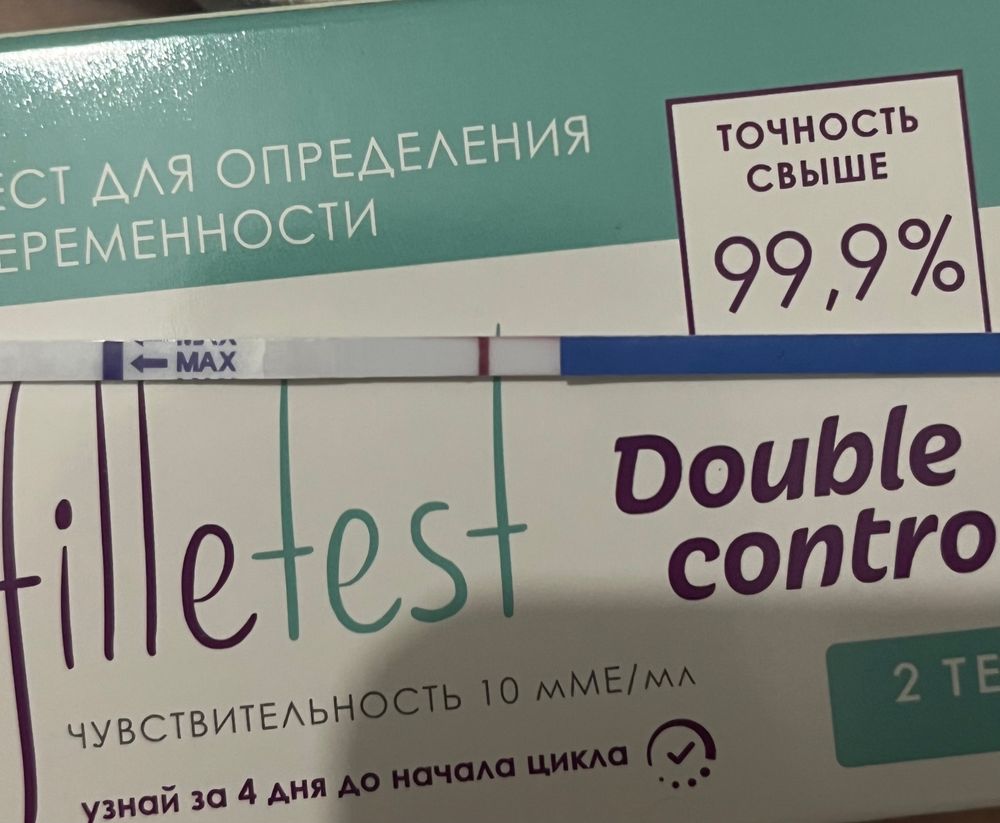 ЕСТ ДЛЯ ОПРЕДЕЛЕНИЯ
ЕРЕМЕННОСТИ
ТОЧНОСТЬ
СВЫШЕ
99,9%
MAX
MAX
filletest
Double
contro
ЧУВСТВИТЕЛЬНОСТЬ 10 мМЕ/мл
2 ТЕ
узнай за 4 дня до начала цикла